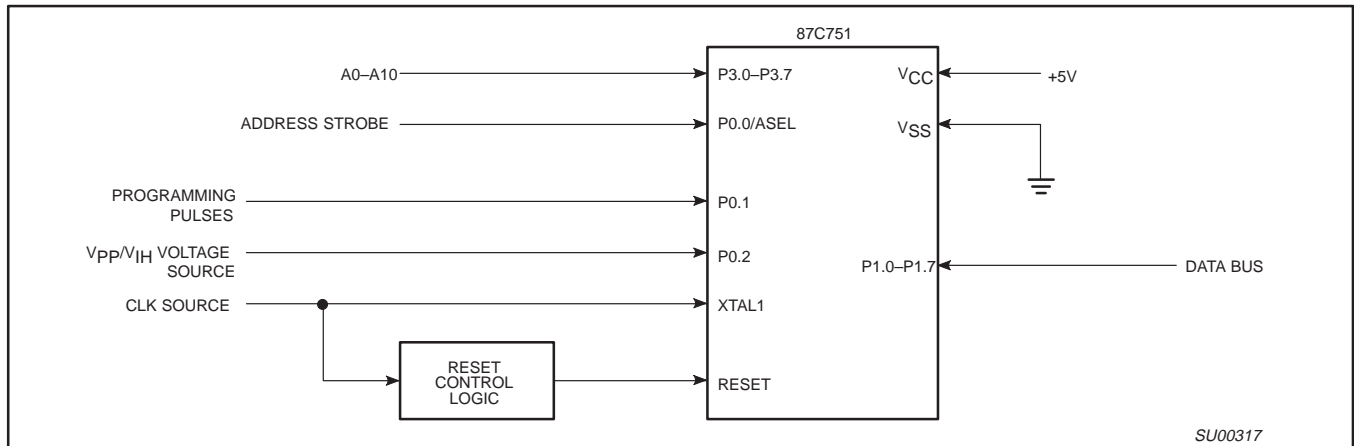 87C751
A0–A10
P3.0–P3.7
VCC
+5V
ADDRESS STROBE
P0.0/ASEL
VSS
PROGRAMMING
PULSES
P0.1
VPP/VIH VOLTAGE
SOURCE
P0.2
P1.0–P1.7
DATA BUS
CLK SOURCE
XTAL1
RESET
CONTROL
LOGIC
RESET
SU00317